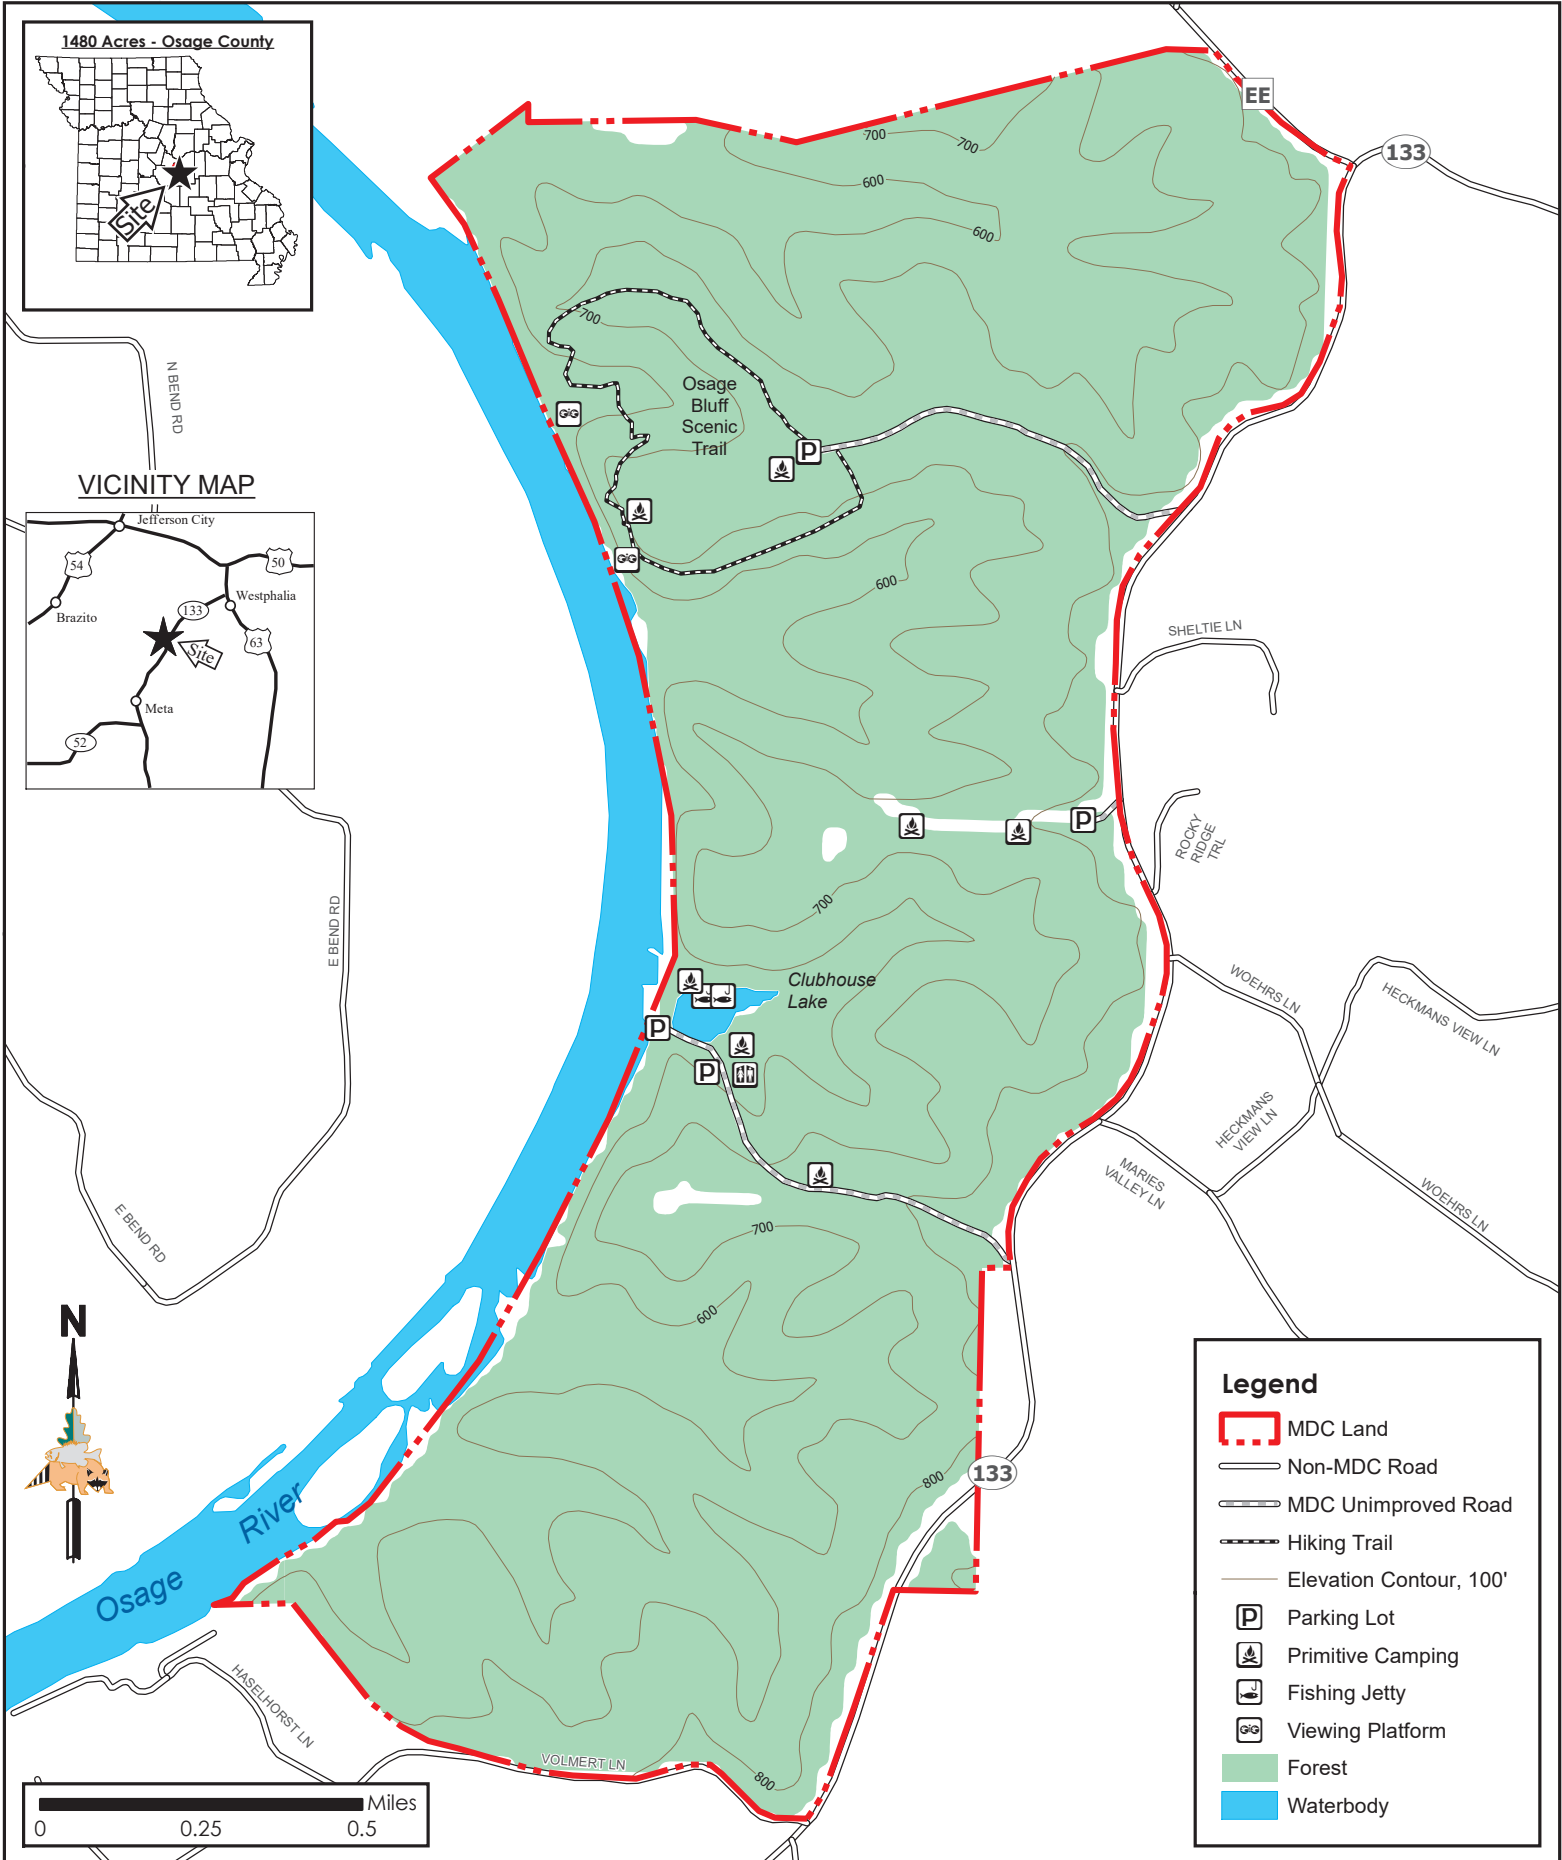 1480 Acres - Osage County
Site
EE
133
700
700
600
600
N BEND RD
700
Osage
Bluff
Scenic
Trail
P
VICINITY MAP
Jefferson City
54
50
Brazito
133
Westphalia
Site
63
Meta
52
600
SHELTIE LN
P
ROCKY
RIDGE
TRL
E BEND RD
700
Clubhouse
Lake
P
P
WOEHRS LN
HECKMANS VIEW LN
HECKMANS
VIEW LN
MARIES
VALLEY LN
WOEHRS LN
E BEND RD
700
600
N
800
133
Osage River
HASELHORST LN
VOLMERT LN
800
Miles
0 0.25 0.5
Legend
MDC Land
Non-MDC Road
MDC Unimproved Road
Hiking Trail
Elevation Contour, 100'
P Parking Lot
Primitive Camping
Fishing Jetty
Viewing Platform
Forest
Waterbody